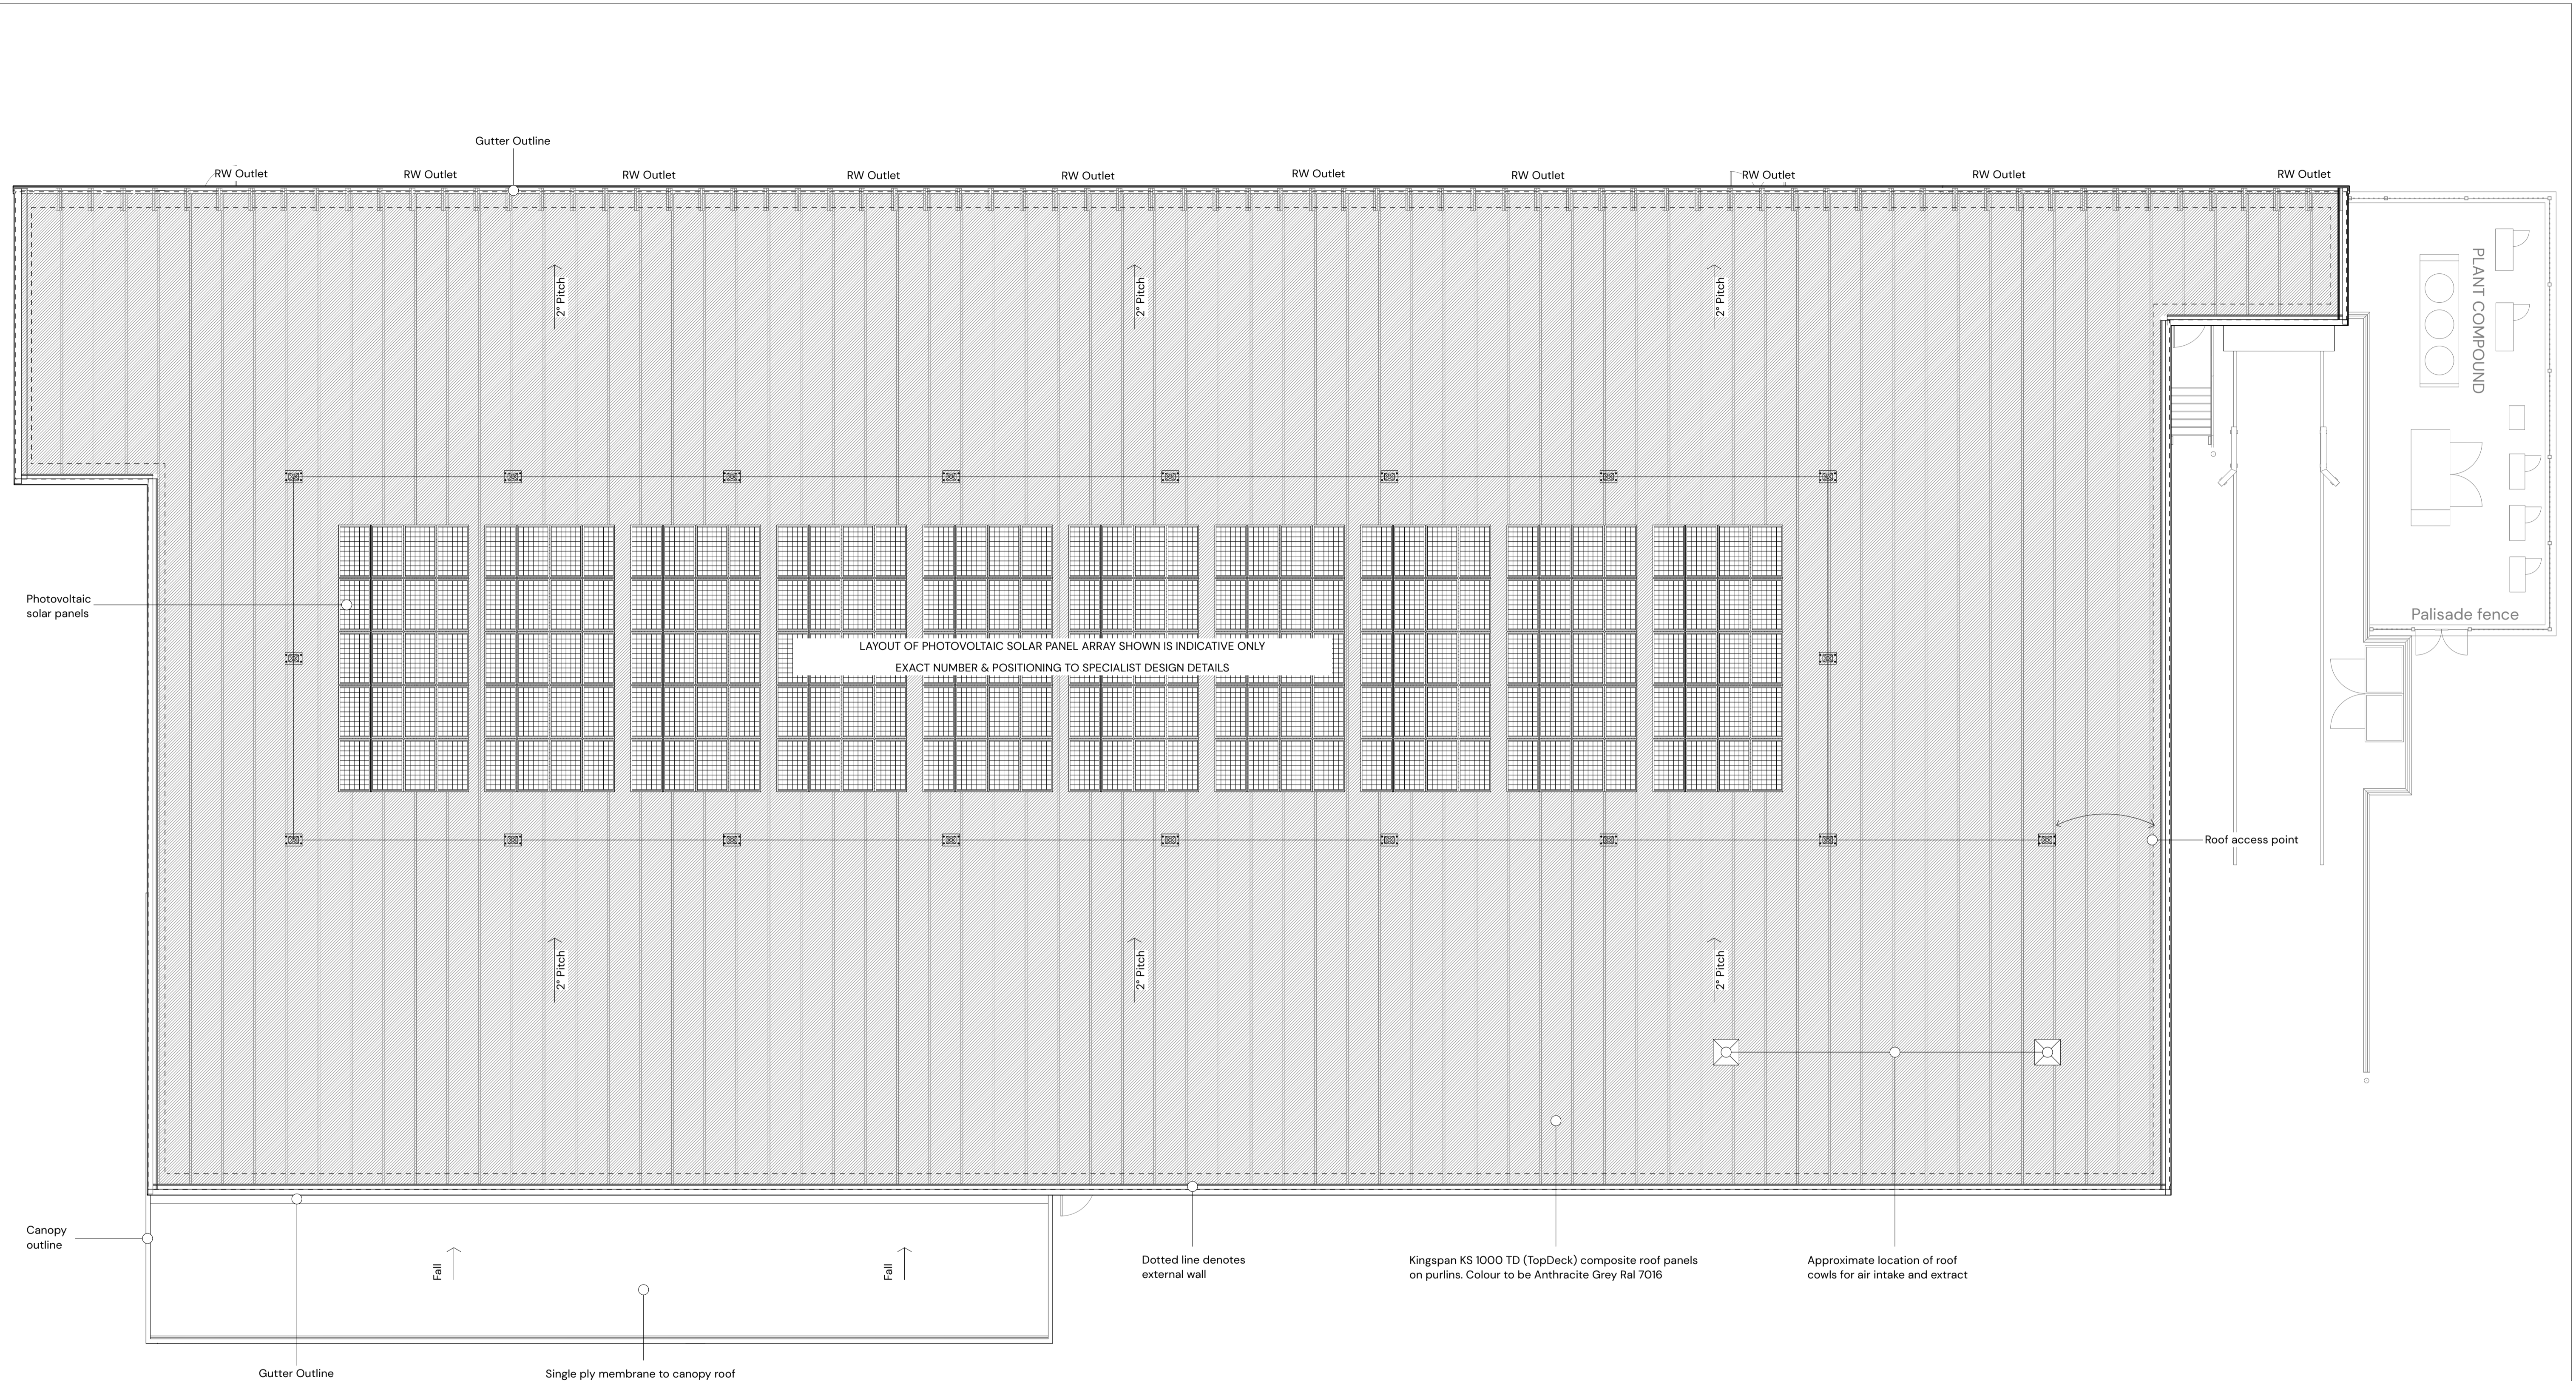 Gutter Outline
RW Outlet
RW Outlet
RW Outlet
RW Outlet
RW Outlet
RW Outlet
RW Outlet
RW Outlet
RW Outlet
RW Outlet
2° Pitch
2° Pitch
2° Pitch
PLANT COMPOUND
Photovoltaic
solar panels
Palisade fence
LAYOUT OF PHOTOVOLTAIC SOLAR PANEL ARRAY SHOWN IS INDICATIVE ONLY
EXACT NUMBER & POSITIONING TO SPECIALIST DESIGN DETAILS
Roof access point
2° Pitch
2° Pitch
2° Pitch
Canopy
outline
Fall
Fall
Dotted line denotes
external wall
Kingspan KS 1000 TD (TopDeck) composite roof panels
on purlins. Colour to be Anthracite Grey Ral 7016
Approximate location of roof
cowls for air intake and extract
Gutter Outline
Single ply membrane to canopy roof